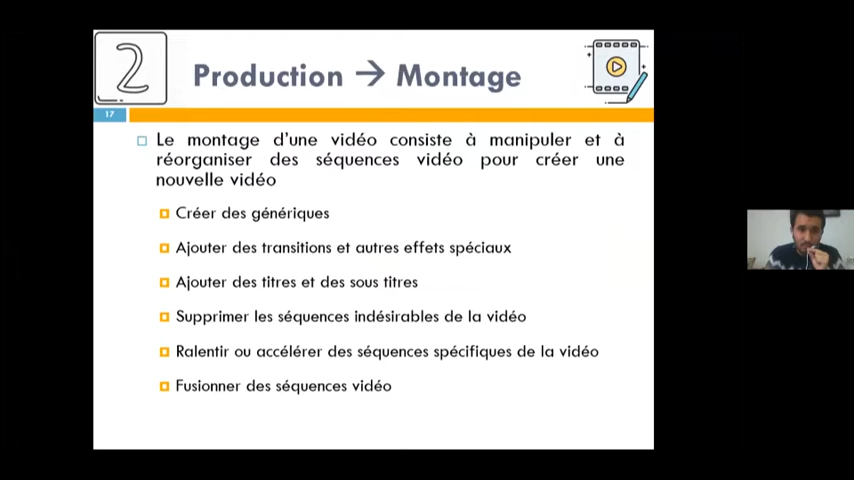 2
Production → Montage
17
Le montage d'une vidéo consiste à manipuler et à
réorganiser des séquences vidéo pour créer une
nouvelle vidéo
Créer des génériques
Ajouter des transitions et autres effets spéciaux
Ajouter des titres et des sous titres
Supprimer les séquences indésirables de la vidéo
Ralentir ou accélérer des séquences spécifiques de la vidéo
Fusionner des séquences vidéo